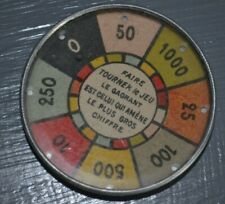 FAIRE
TOURNER le JEU
LE GAGNANT
EST CELUI QUI AMÈNE
LE PLUS GROS
CHIFFRE
0
50
1000
25
100
500
10
250